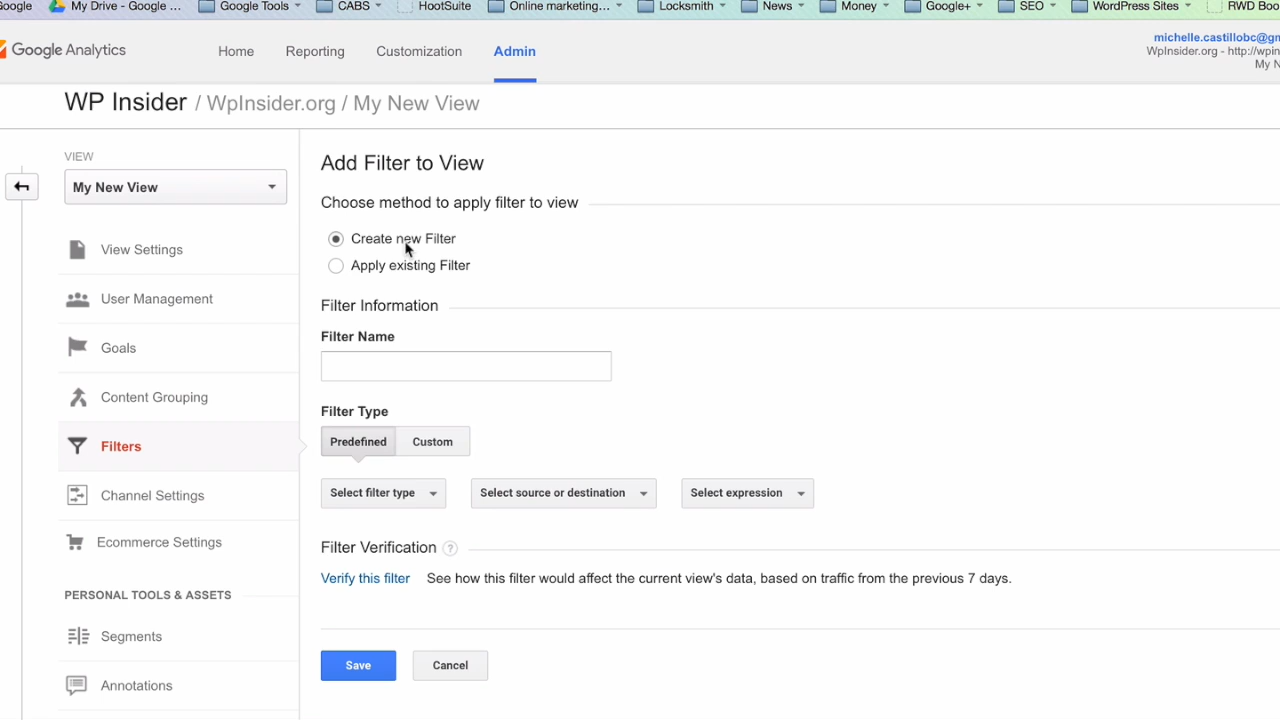 Google My Drive - Google ... Google Tools CABS HootSuite Online marketing... Locksmith News Money Google+ SEO WordPress Sites RWD Boo
Google Analytics
Home Reporting Customization Admin
michelle.castillobc@gm
WpInsider.org - http://wpin
My N
WP Insider / WpInsider.org / My New View
VIEW
My New View
View Settings
User Management
Goals
Content Grouping
Filters
Channel Settings
Ecommerce Settings
PERSONAL TOOLS & ASSETS
Segments
Annotations
Add Filter to View
Choose method to apply filter to view
Create new Filter
Apply existing Filter
Filter Information
Filter Name
Filter Type
Predefined Custom
Select filter type Select source or destination Select expression
Filter Verification ?
Verify this filter See how this filter would affect the current view's data, based on traffic from the previous 7 days.
Save Cancel